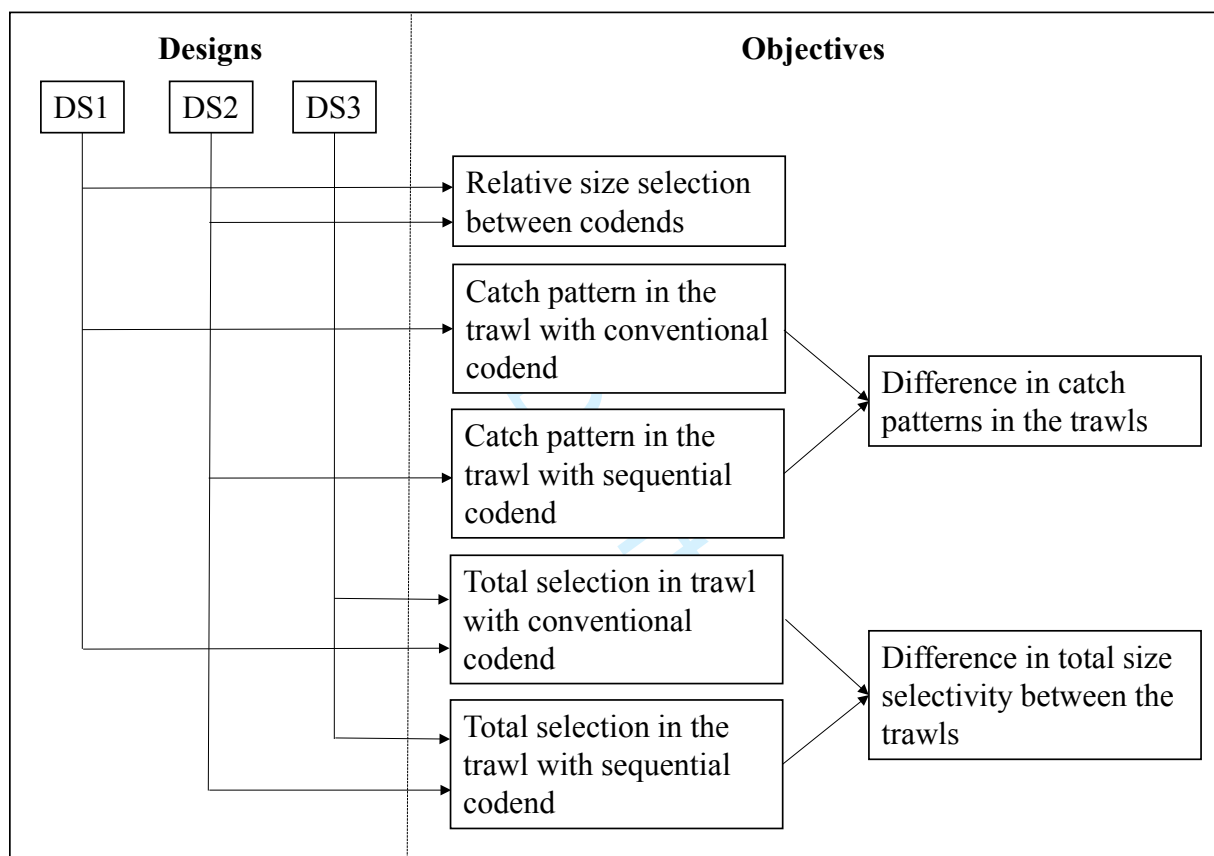 Designs
Objectives
DS1
DS2
DS3
Relative size selection
between codends
Catch pattern in the
trawl with conventional
codend
Catch pattern in the
trawl with sequential
codend
Difference in catch
patterns in the trawls
Total selection in trawl
with conventional
codend
Total selection in the
trawl with sequential
codend
Difference in total size
selectivity between the
trawls